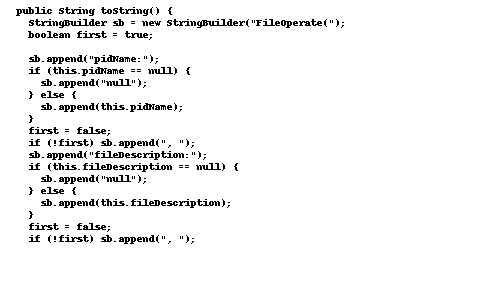 public String toString() {
StringBuilder sb = new StringBuilder("FileOperate(");
boolean first = true;
sb.append("pidName:");
if (this.pidName == null) {
sb.append("null");
} else {
sb.append(this.pidName);
}
first = false;
if (!first) sb.append(", ");
sb.append("fileDescription:");
if (this.fileDescription == null) {
sb.append("null");
} else {
sb.append(this.fileDescription);
}
first = false;
if (!first) sb.append(", ");